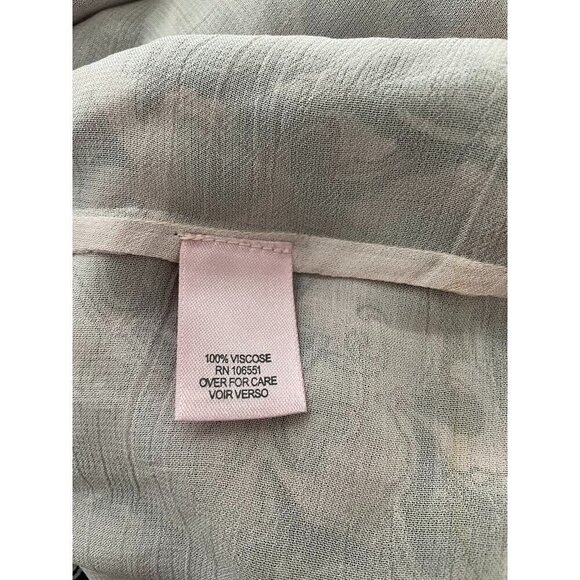 100% VISCOSE
RN 106551
OVER FOR CARE
VOIR VERSO